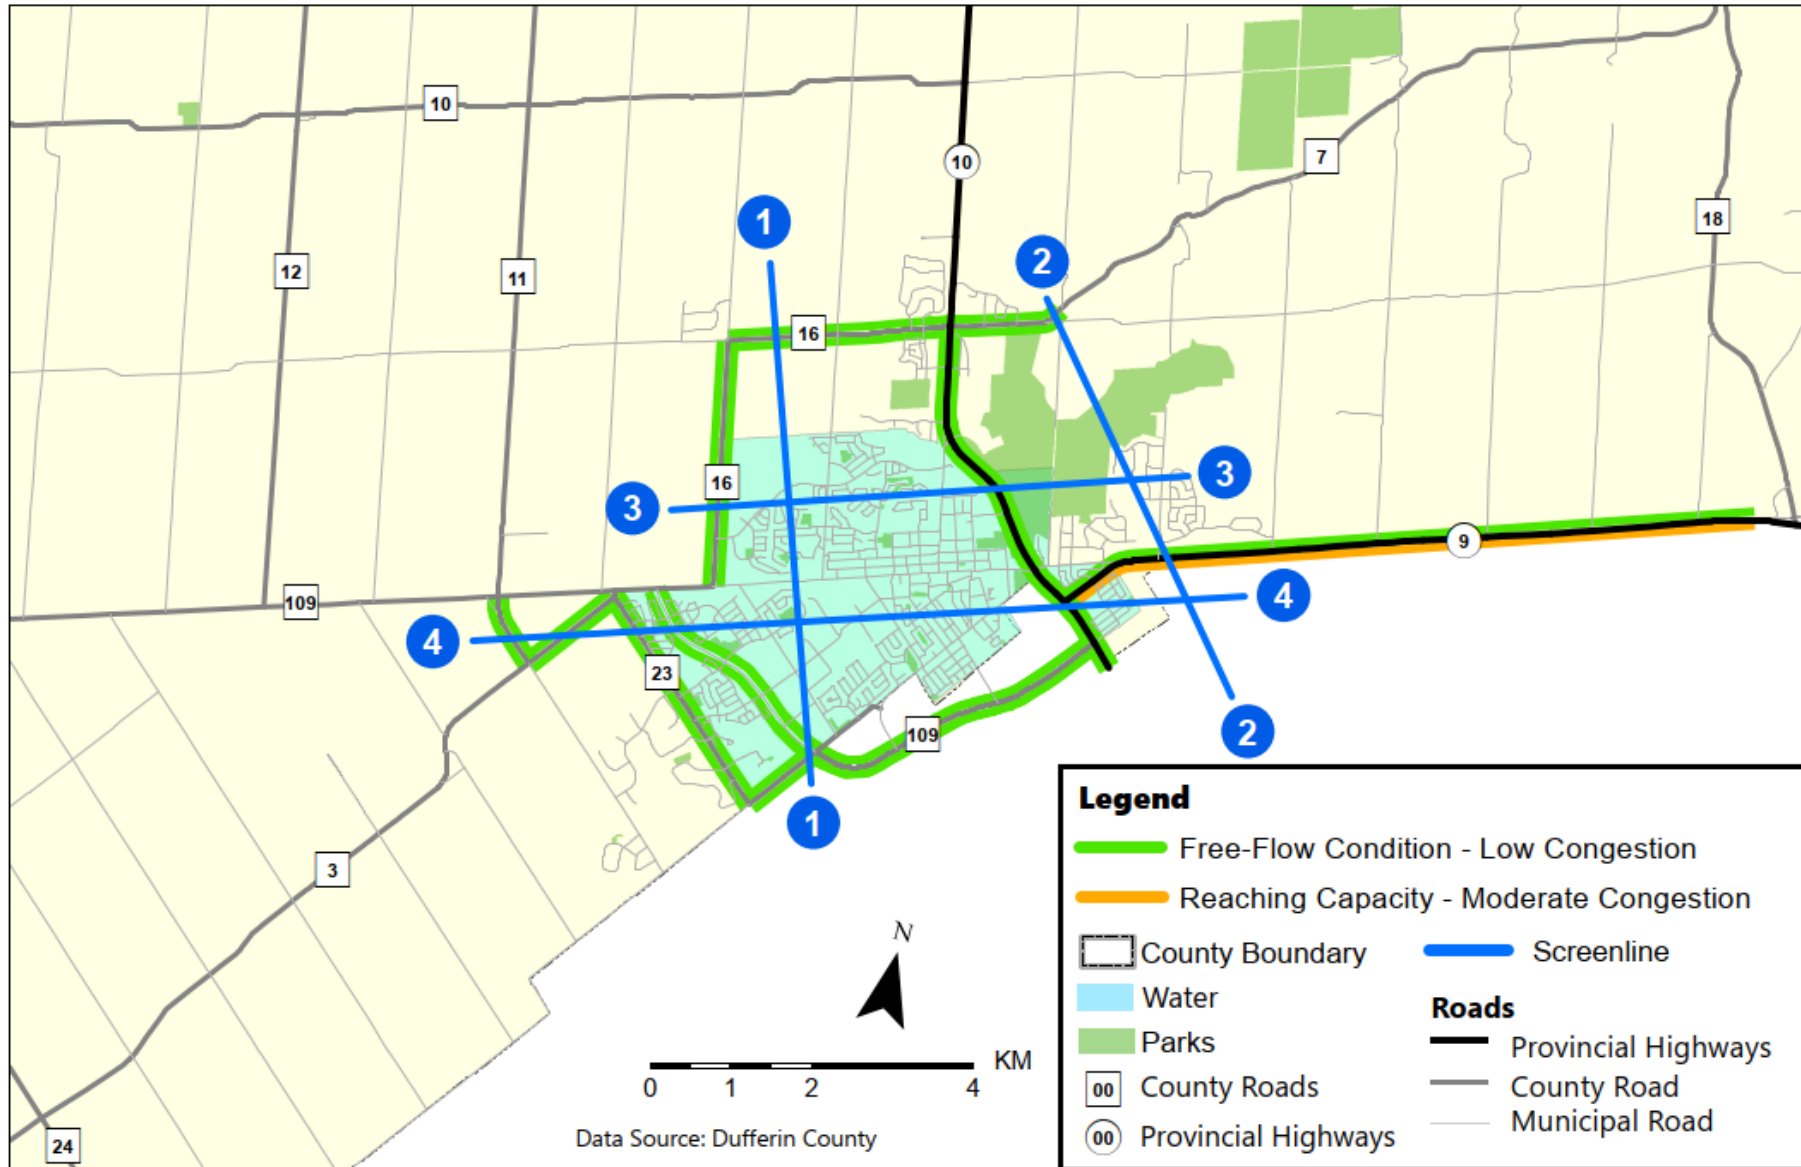 10
10
7
18
1
2
12
11
16
16
3
3
9
109
4
4
23
109
2
1
3
24
N
0 1 2 4 KM
Data Source: Dufferin County
Legend
Free-Flow Condition - Low Congestion
Reaching Capacity - Moderate Congestion
County Boundary
Screenline
Water
Parks
00 County Roads
00 Provincial Highways
Roads
Provincial Highways
County Road
Municipal Road